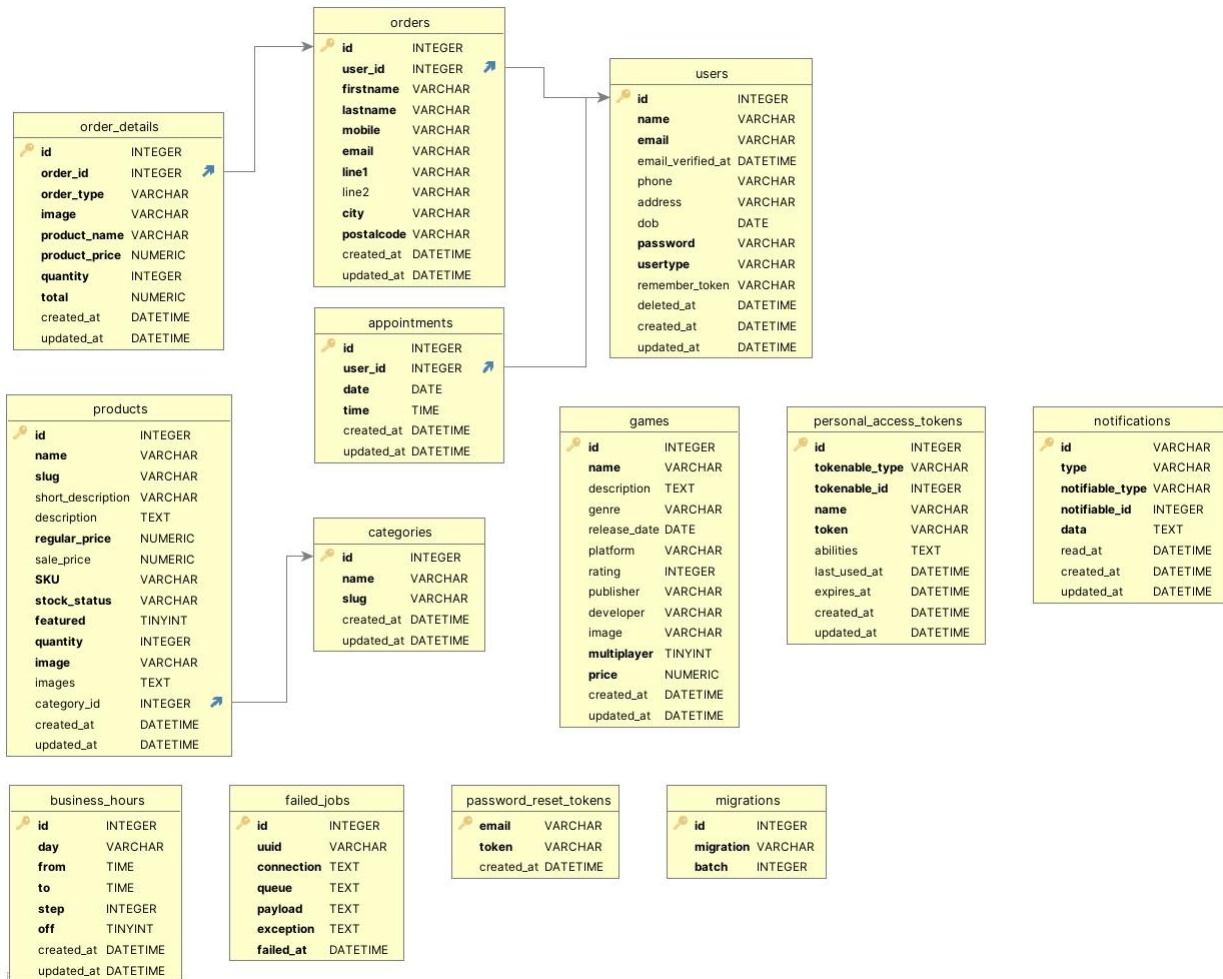 orders
id INTEGER
user_id INTEGER
firstname VARCHAR
lastname VARCHAR
mobile VARCHAR
email VARCHAR
line1 VARCHAR
line2 VARCHAR
city VARCHAR
postalcode VARCHAR
created_at DATETIME
updated_at DATETIME
users
id INTEGER
name VARCHAR
email VARCHAR
email_verified_at DATETIME
phone VARCHAR
address VARCHAR
dob DATE
password VARCHAR
usertype VARCHAR
remember_token VARCHAR
deleted_at DATETIME
created_at DATETIME
updated_at DATETIME
order_details
id INTEGER
order_id INTEGER
order_type VARCHAR
image VARCHAR
product_name VARCHAR
product_price NUMERIC
quantity INTEGER
total NUMERIC
created_at DATETIME
updated_at DATETIME
appointments
id INTEGER
user_id INTEGER
date DATE
time TIME
created_at DATETIME
updated_at DATETIME
products
id INTEGER
name VARCHAR
slug VARCHAR
short_description VARCHAR
description TEXT
regular_price NUMERIC
sale_price NUMERIC
SKU VARCHAR
stock_status VARCHAR
featured TINYINT
quantity INTEGER
image VARCHAR
images TEXT
category_id INTEGER
created_at DATETIME
updated_at DATETIME
categories
id INTEGER
name VARCHAR
slug VARCHAR
created_at DATETIME
updated_at DATETIME
games
id INTEGER
name VARCHAR
description TEXT
genre VARCHAR
release_date DATE
platform VARCHAR
rating INTEGER
publisher VARCHAR
developer VARCHAR
image VARCHAR
multiplayer TINYINT
price NUMERIC
created_at DATETIME
updated_at DATETIME
personal_access_tokens
id INTEGER
tokenable_type VARCHAR
tokenable_id INTEGER
name VARCHAR
token VARCHAR
abilities TEXT
last_used_at DATETIME
expires_at DATETIME
created_at DATETIME
updated_at DATETIME
notifications
id VARCHAR
type VARCHAR
notifiable_type VARCHAR
notifiable_id INTEGER
data TEXT
read_at DATETIME
created_at DATETIME
updated_at DATETIME
business_hours
id INTEGER
day VARCHAR
from TIME
to TIME
step INTEGER
off TINYINT
created_at DATETIME
updated_at DATETIME
failed_jobs
id INTEGER
uuid VARCHAR
connection TEXT
queue TEXT
payload TEXT
exception TEXT
failed_at DATETIME
password_reset_tokens
email VARCHAR
token VARCHAR
created_at DATETIME
migrations
id INTEGER
migration VARCHAR
batch INTEGER